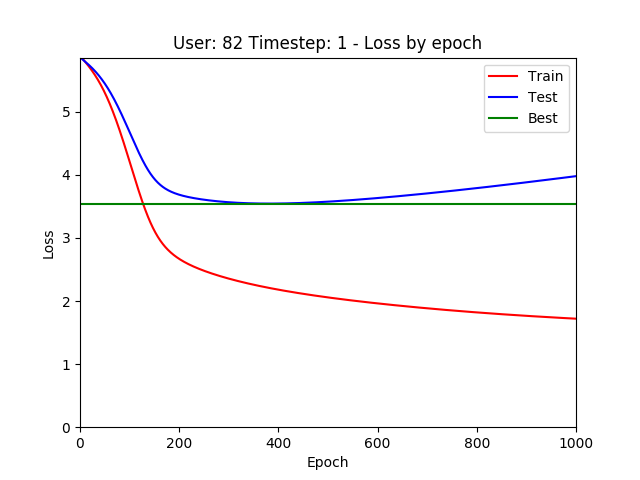 User: 82 Timestep: 1 - Loss by epoch
Train
Test
Best
5
4
3
2
1
0
Loss
0 200 400 600 800 1000
Epoch